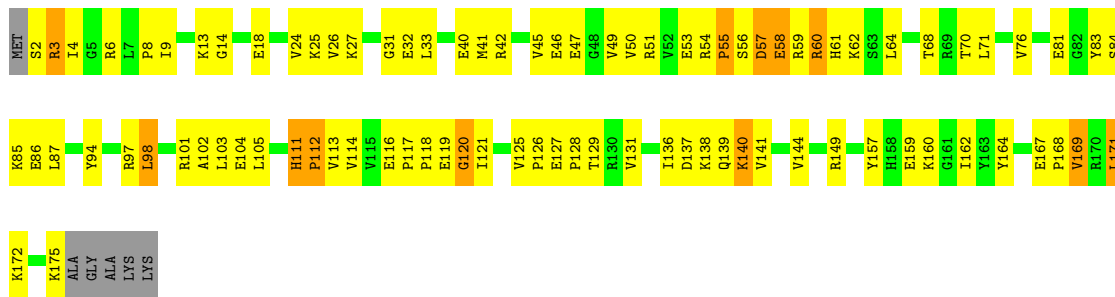 MET S2 R3 I4 G5 R6 L7 P8 I9 K13 G14 E18 V24 K25 V26 K27 G31 E32 L33 E40 M41 R42 V45 E46 E47 G48 V49 V50 R51 V52 E53 R54 P55 S56 D57 E58 R59 R60 H61 K62 S63 L64 T68 R69 T70 L71 V76 E81 G82 Y83 S84
K85 E86 L87 Y94 R97 L98 R101 A102 L103 E104 L105 H111 P112 V113 V114 V115 E116 P117 P118 E119 G120 I121 V125 P126 E127 P128 T129 R130 V131 I136 D137 K138 Q139 K140 V141 V144 R149 Y157 H158 E159 K160 G161 I162 Y163 Y164 E167 P168 V169 R170 L171
K172 K175 ALA GLY ALA LYS LYS